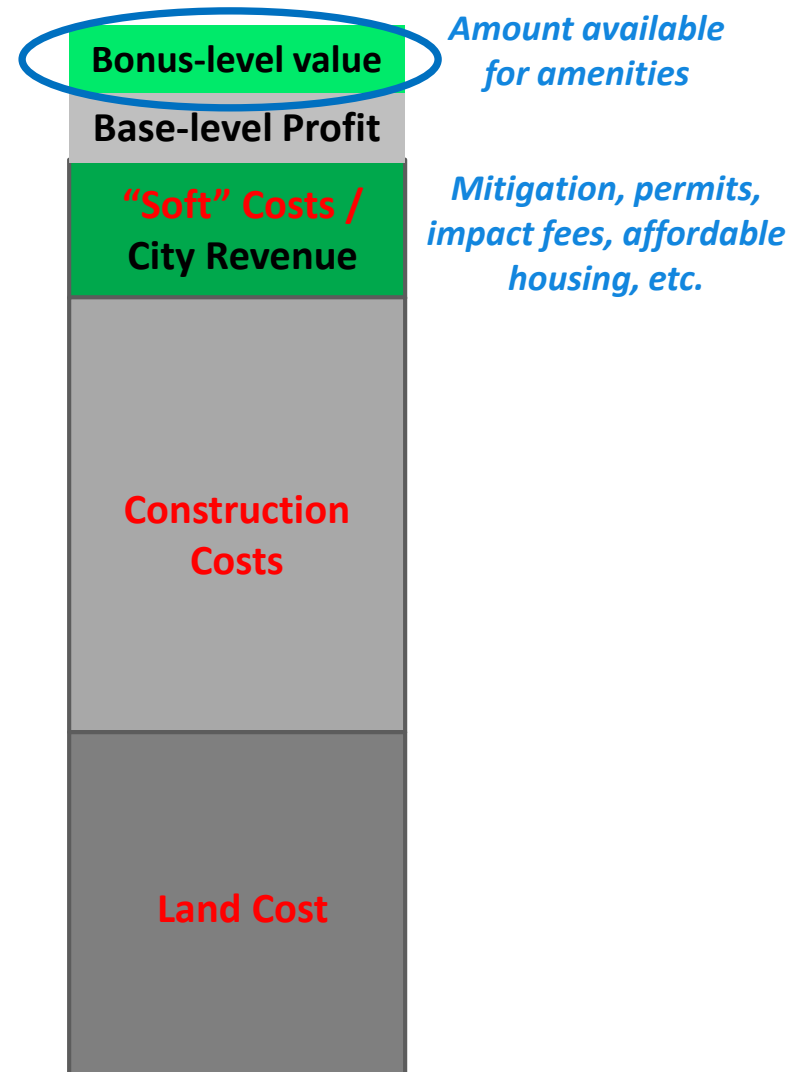 Bonus-level value
Amount available
for amenities
Base-level Profit
“Soft” Costs /
City Revenue
Mitigation, permits,
impact fees, affordable
housing, etc.
Construction
Costs
Land Cost